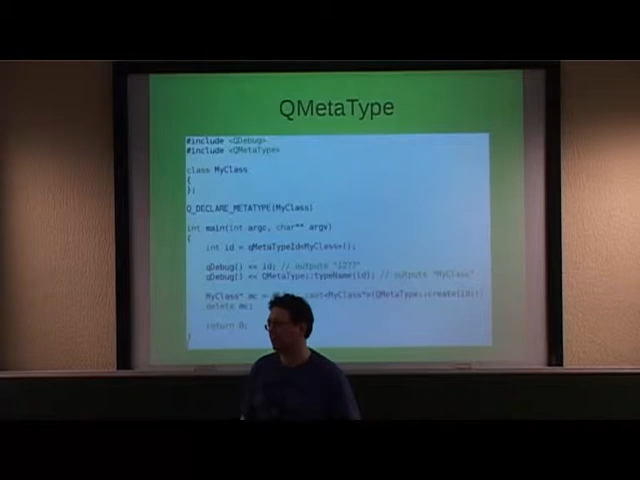 QMetaType
#include <QDebug>
#include <QMetaType>
class MyClass
{
};
Q_DECLARE_METATYPE(MyClass)
int main(int argc, char** argv)
{
int id = qMetaTypeId<MyClass>();
qDebug() << id; // outputs "127?"
qDebug() << QMetaType::typeName(id); // outputs "MyClass"
MyClass* mc = cast<MyClass*>(QMetaType::create(id));
delete mc;
return 0;
}